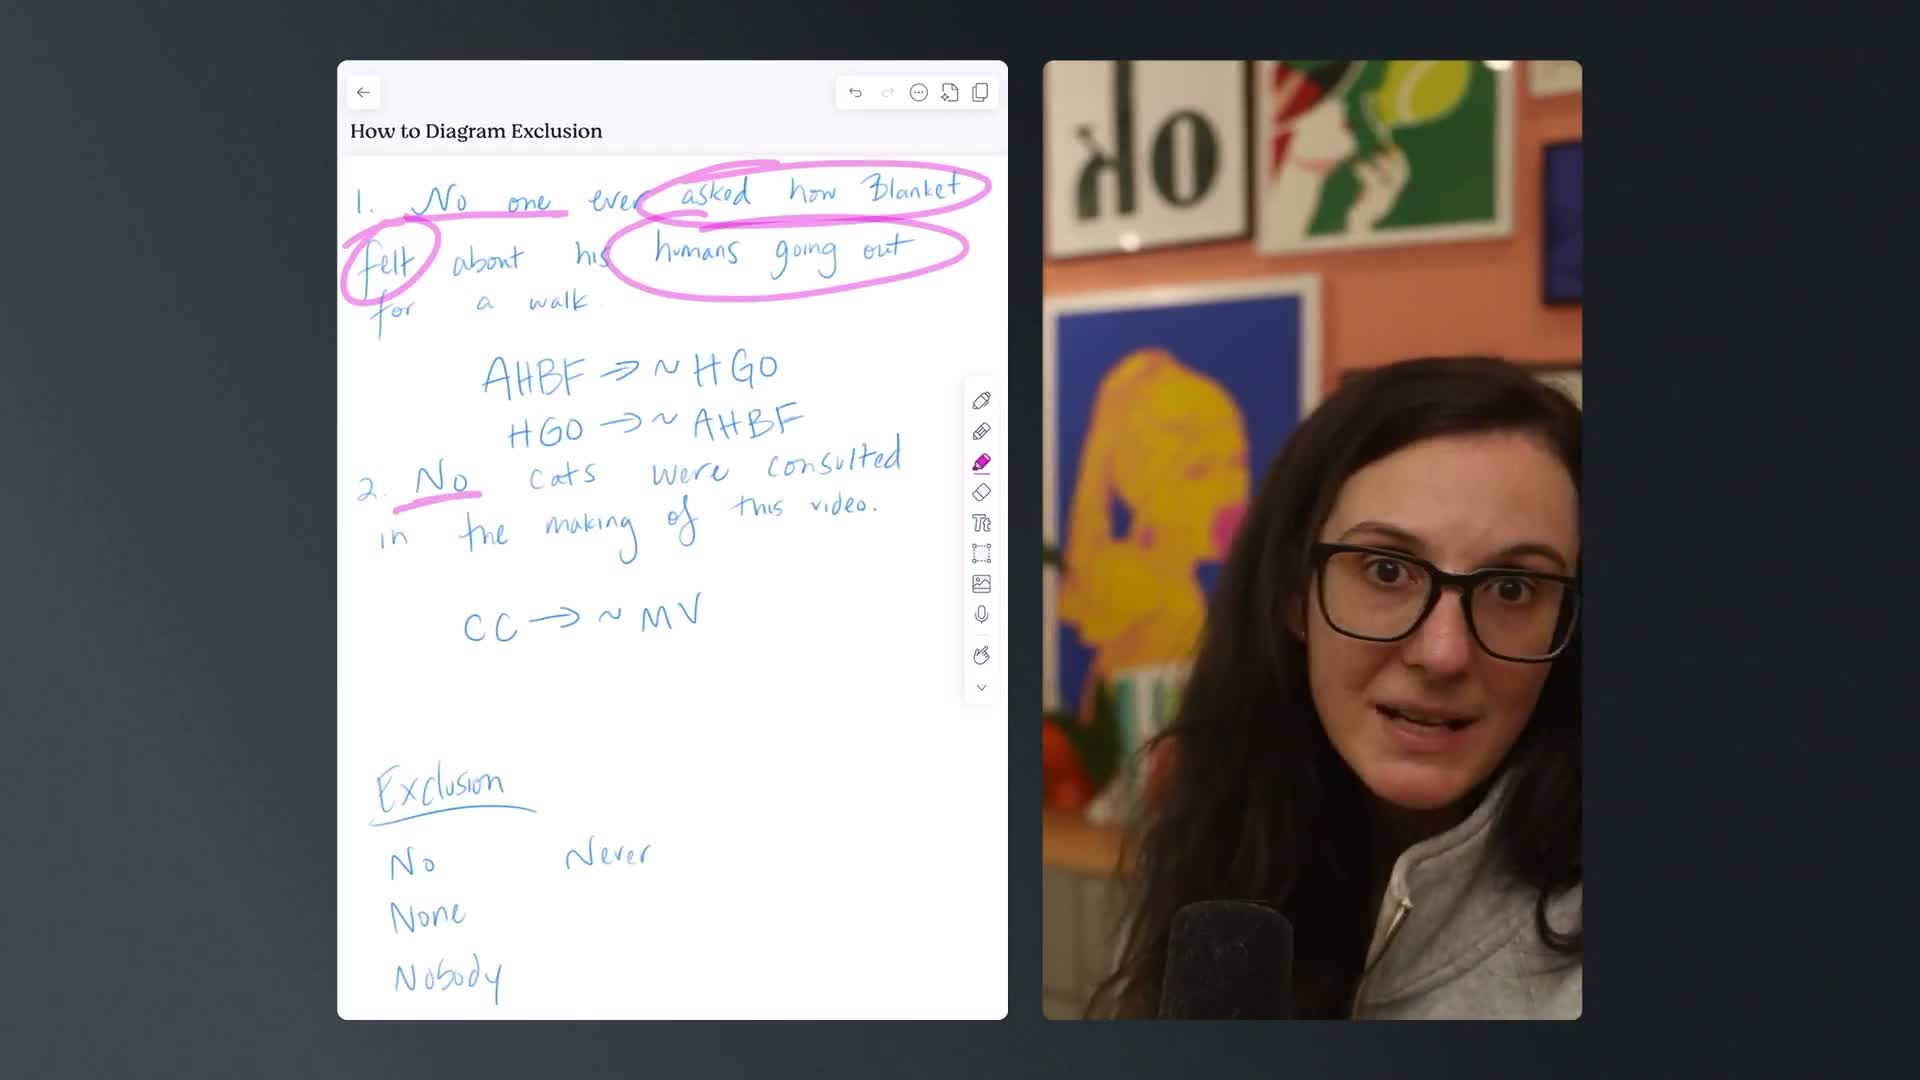 How to Diagram Exclusion
1. No one ever asked how Blanket
felt about his humans going out
for a walk.
AHBF → ~ HGO
HGO → ~ AHBF
2. No cats were consulted
in the making of this video.
CC → ~ MV
Exclusion
No Never
None
Nobody
Tt